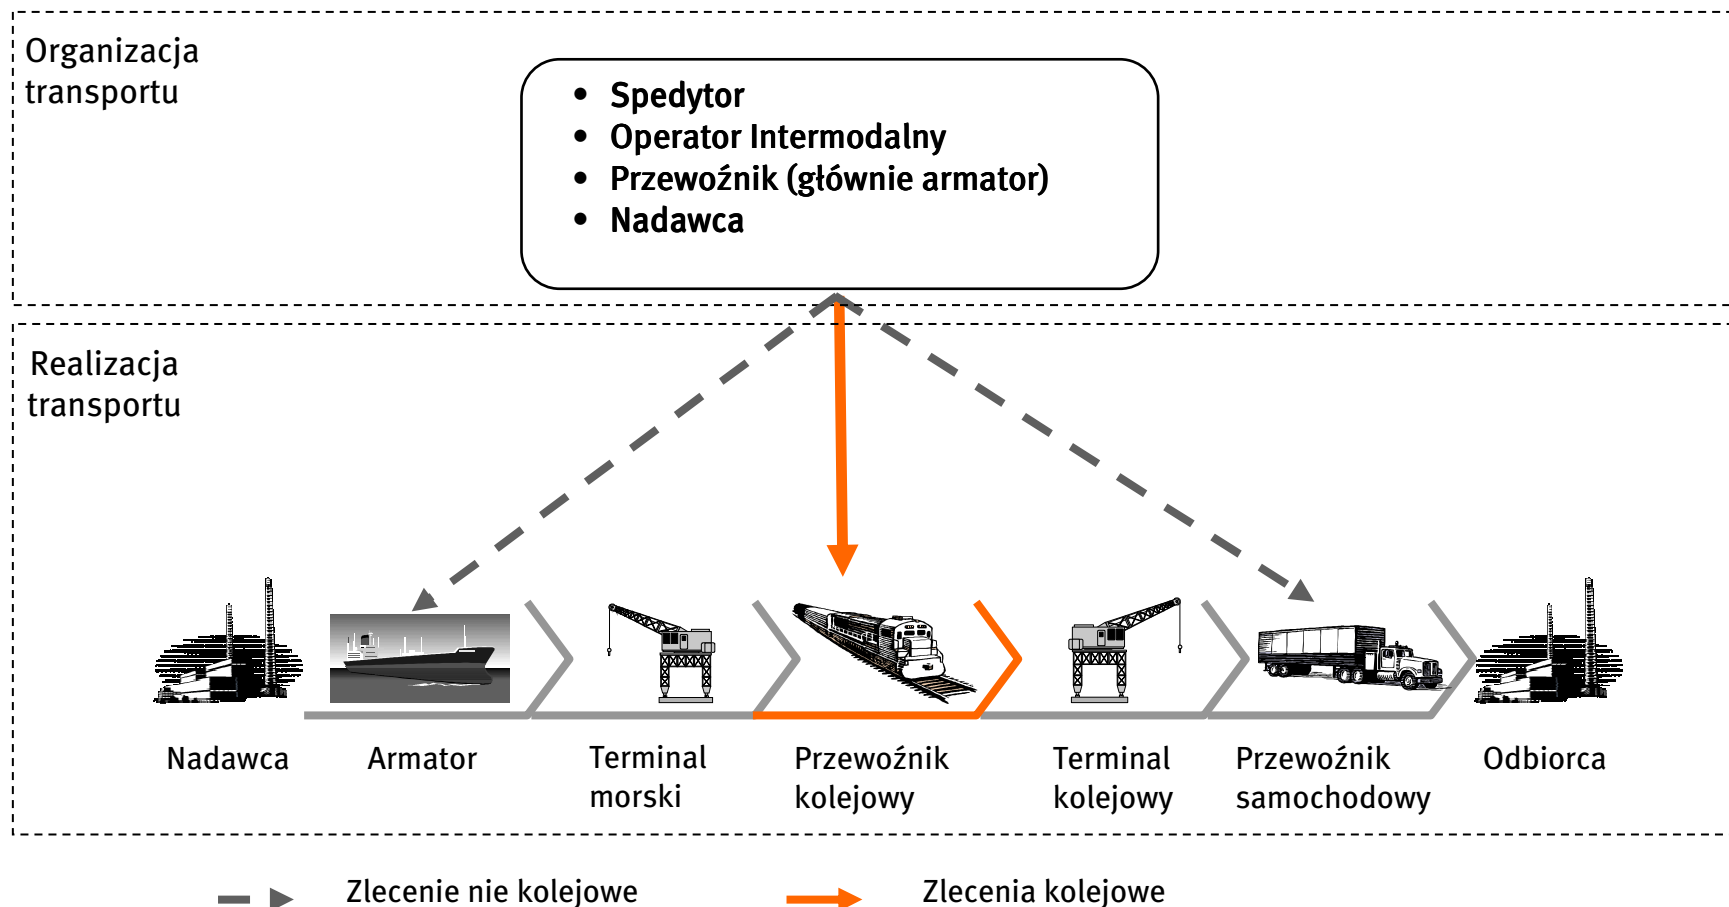 Organizacja
transportu
• Spedytor
• Operator Intermodalny
• Przewoźnik (głównie armator)
• Nadawca
Realizacja
transportu
Nadawca
Armator
Terminal
morski
Przewoźnik
kolejowy
Terminal
kolejowy
Przewoźnik
samochodowy
Odbiorca
Zlecenie nie kolejowe
Zlecenia kolejowe